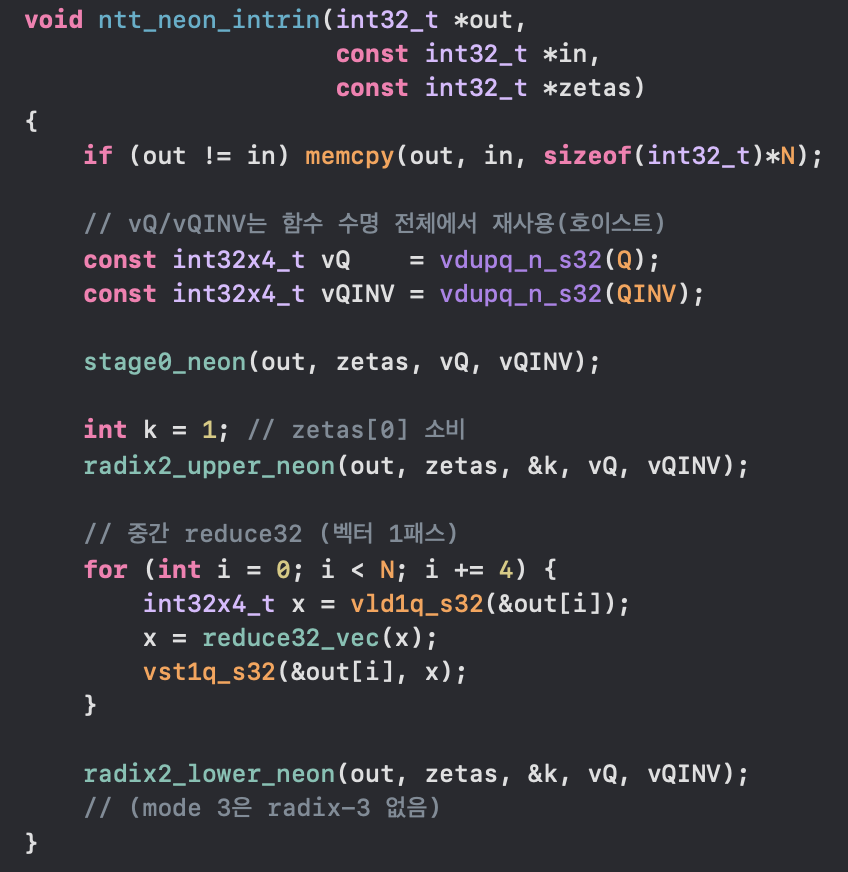 void ntt_neon_intrin(int32_t *out,
                     const int32_t *in,
                     const int32_t *zetas)
{
    if (out != in) memcpy(out, in, sizeof(int32_t)*N);

    // vQ/vQINV는 함수 수명 전체에서 재사용(호이스트)
    const int32x4_t vQ    = vdupq_n_s32(Q);
    const int32x4_t vQINV = vdupq_n_s32(QINV);

    stage0_neon(out, zetas, vQ, vQINV);

    int k = 1; // zetas[0] 소비
    radix2_upper_neon(out, zetas, &k, vQ, vQINV);

    // 중간 reduce32 (벡터 1패스)
    for (int i = 0; i < N; i += 4) {
        int32x4_t x = vld1q_s32(&out[i]);
        x = reduce32_vec(x);
        vst1q_s32(&out[i], x);
    }

    radix2_lower_neon(out, zetas, &k, vQ, vQINV);
    // (mode 3은 radix-3 없음)
}